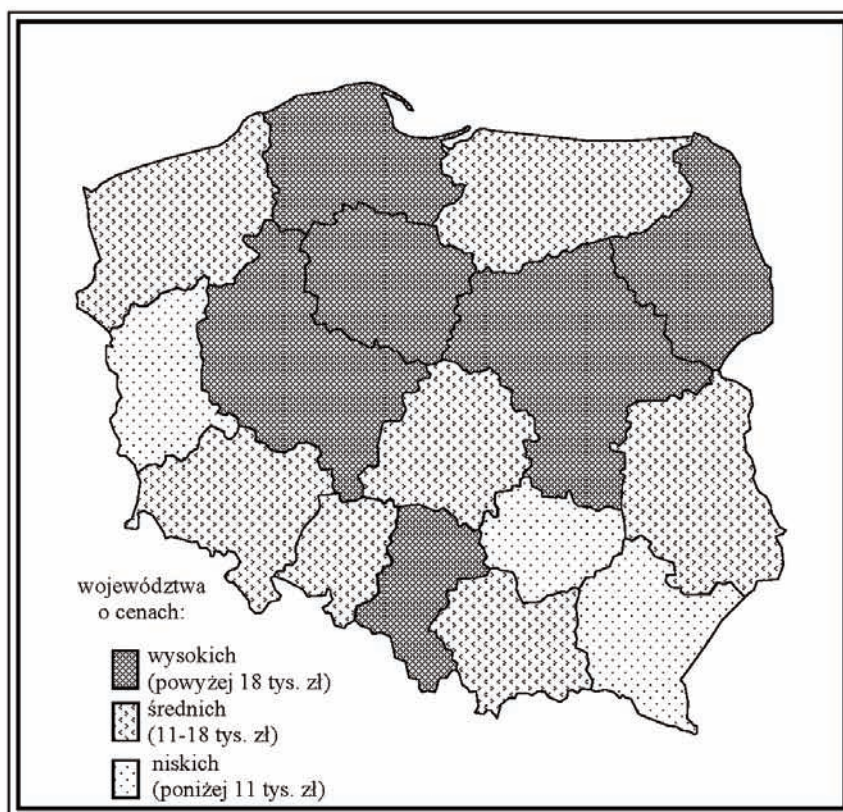 województwa
o cenach:
wysokich
(powyżej 18 tys. zł)
średnich
(11-18 tys. zł)
niskich
(poniżej 11 tys. zł)